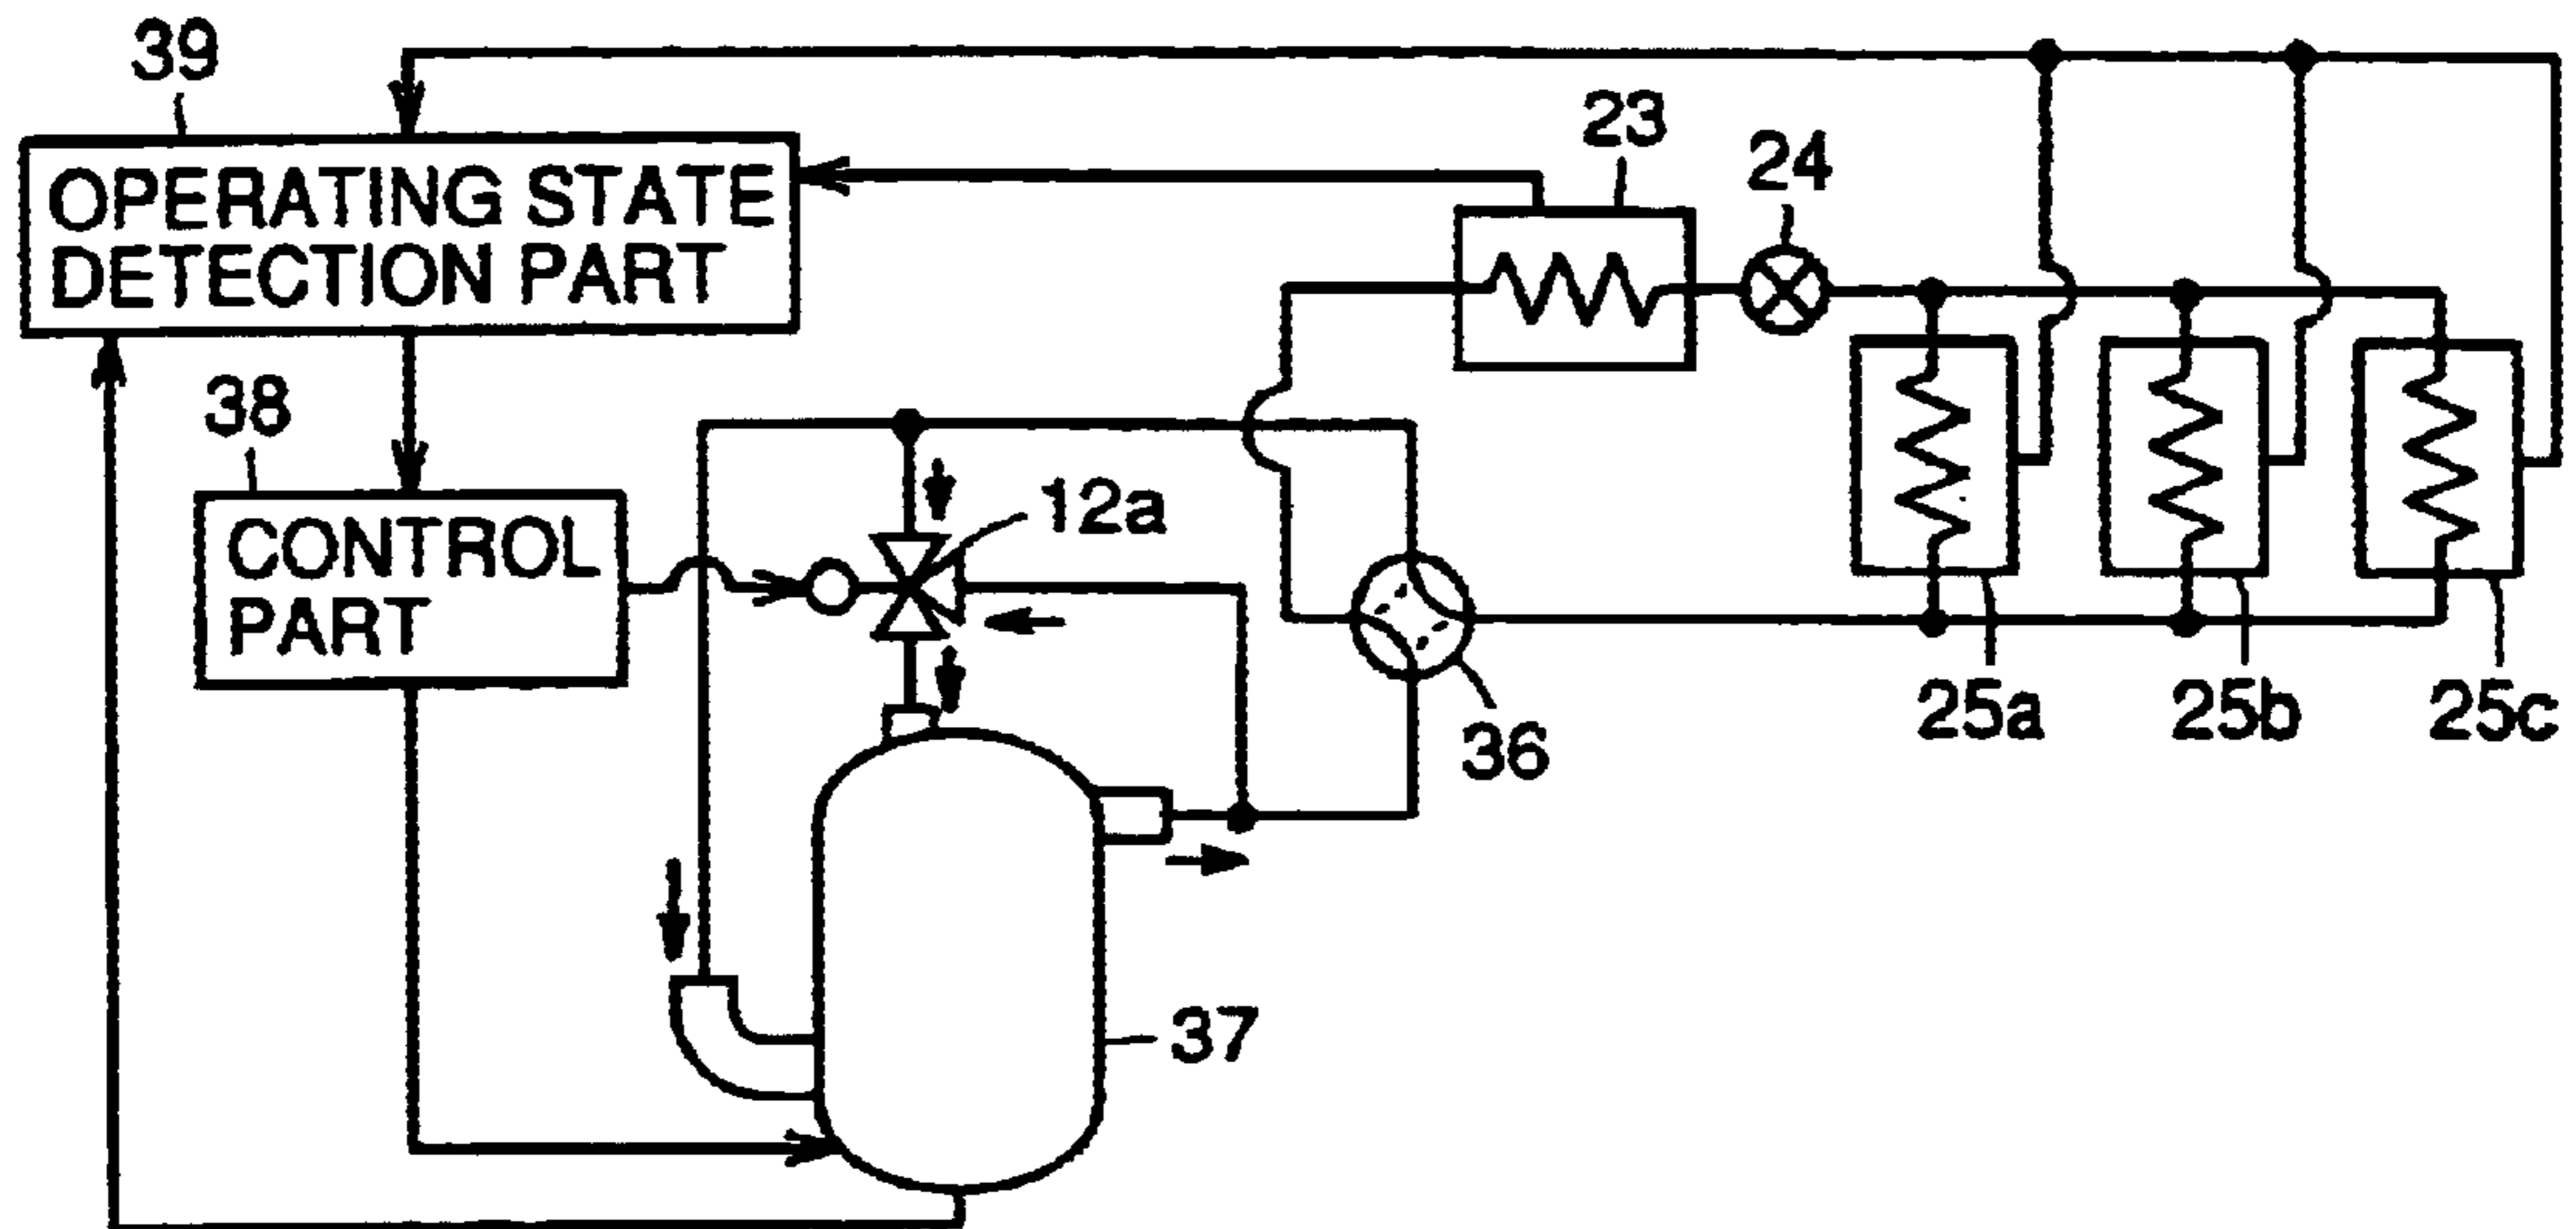 39
OPERATING STATE
DETECTION PART
23
24
38
CONTROL
PART
12a
25a
25b
25c
36
37